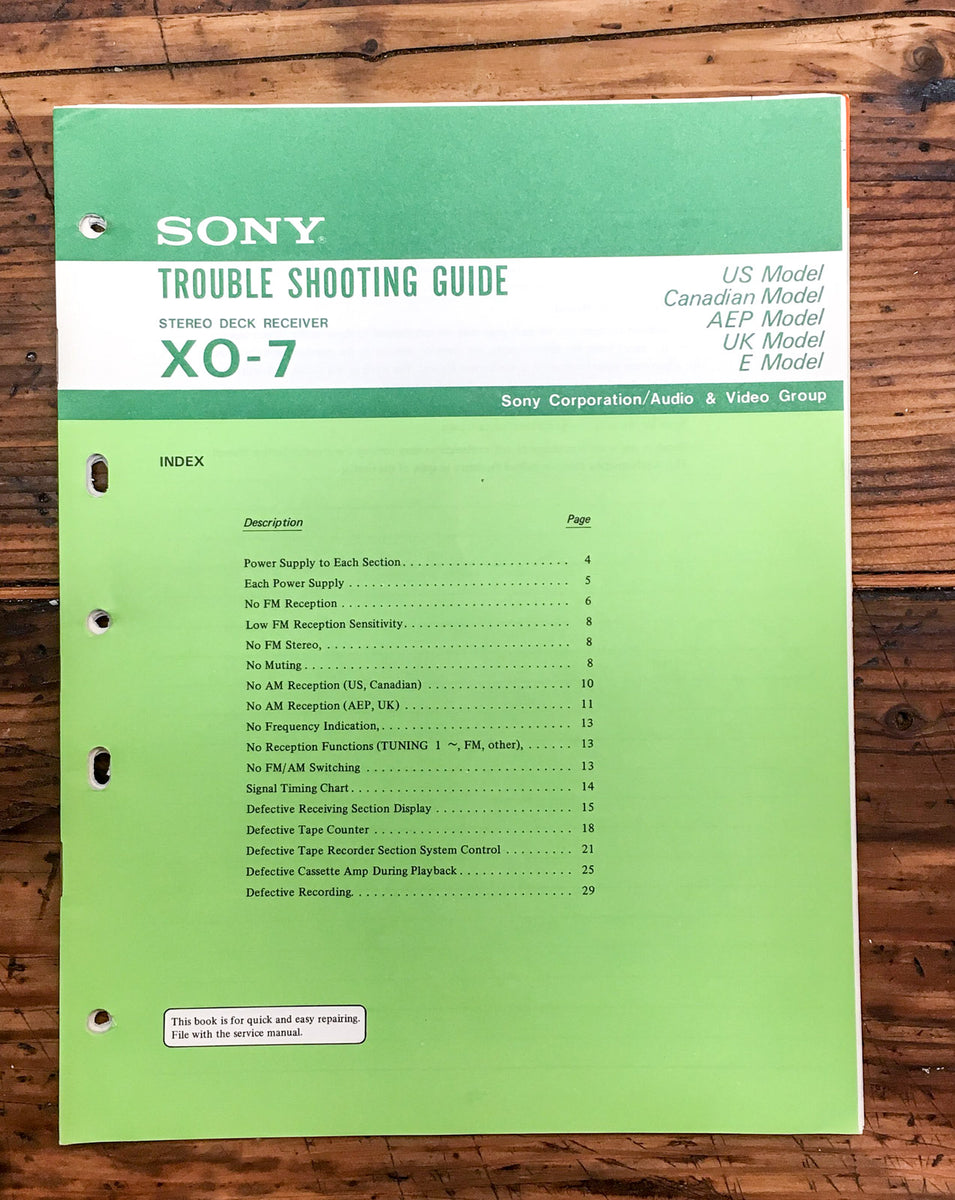 SONY®
TROUBLE SHOOTING GUIDE
STEREO DECK RECEIVER
XO-7
US Model
Canadian Model
AEP Model
UK Model
E Model
Sony Corporation/Audio & Video Group
INDEX
Description Page
Power Supply to Each Section . . . . . . . . . . . . . . . . . . . . . . . 4
Each Power Supply . . . . . . . . . . . . . . . . . . . . . . . . . . . . . . 5
No FM Reception . . . . . . . . . . . . . . . . . . . . . . . . . . . . . . . 6
Low FM Reception Sensitivity . . . . . . . . . . . . . . . . . . . . . . . 8
No FM Stereo, . . . . . . . . . . . . . . . . . . . . . . . . . . . . . . . . . 8
No Muting . . . . . . . . . . . . . . . . . . . . . . . . . . . . . . . . . . . . 8
No AM Reception (US, Canadian) . . . . . . . . . . . . . . . . . . . . 10
No AM Reception (AEP, UK) . . . . . . . . . . . . . . . . . . . . . . . 11
No Frequency Indication, . . . . . . . . . . . . . . . . . . . . . . . . . . 13
No Reception Functions (TUNING 1 ~, FM, other), . . . . . . 13
No FM/AM Switching . . . . . . . . . . . . . . . . . . . . . . . . . . . . 13
Signal Timing Chart . . . . . . . . . . . . . . . . . . . . . . . . . . . . . . 14
Defective Receiving Section Display . . . . . . . . . . . . . . . . . . . 15
Defective Tape Counter . . . . . . . . . . . . . . . . . . . . . . . . . . . 18
Defective Tape Recorder Section System Control . . . . . . . . . 21
Defective Cassette Amp During Playback . . . . . . . . . . . . . . . 25
Defective Recording. . . . . . . . . . . . . . . . . . . . . . . . . . . . . . 29
This book is for quick and easy repairing.
File with the service manual.